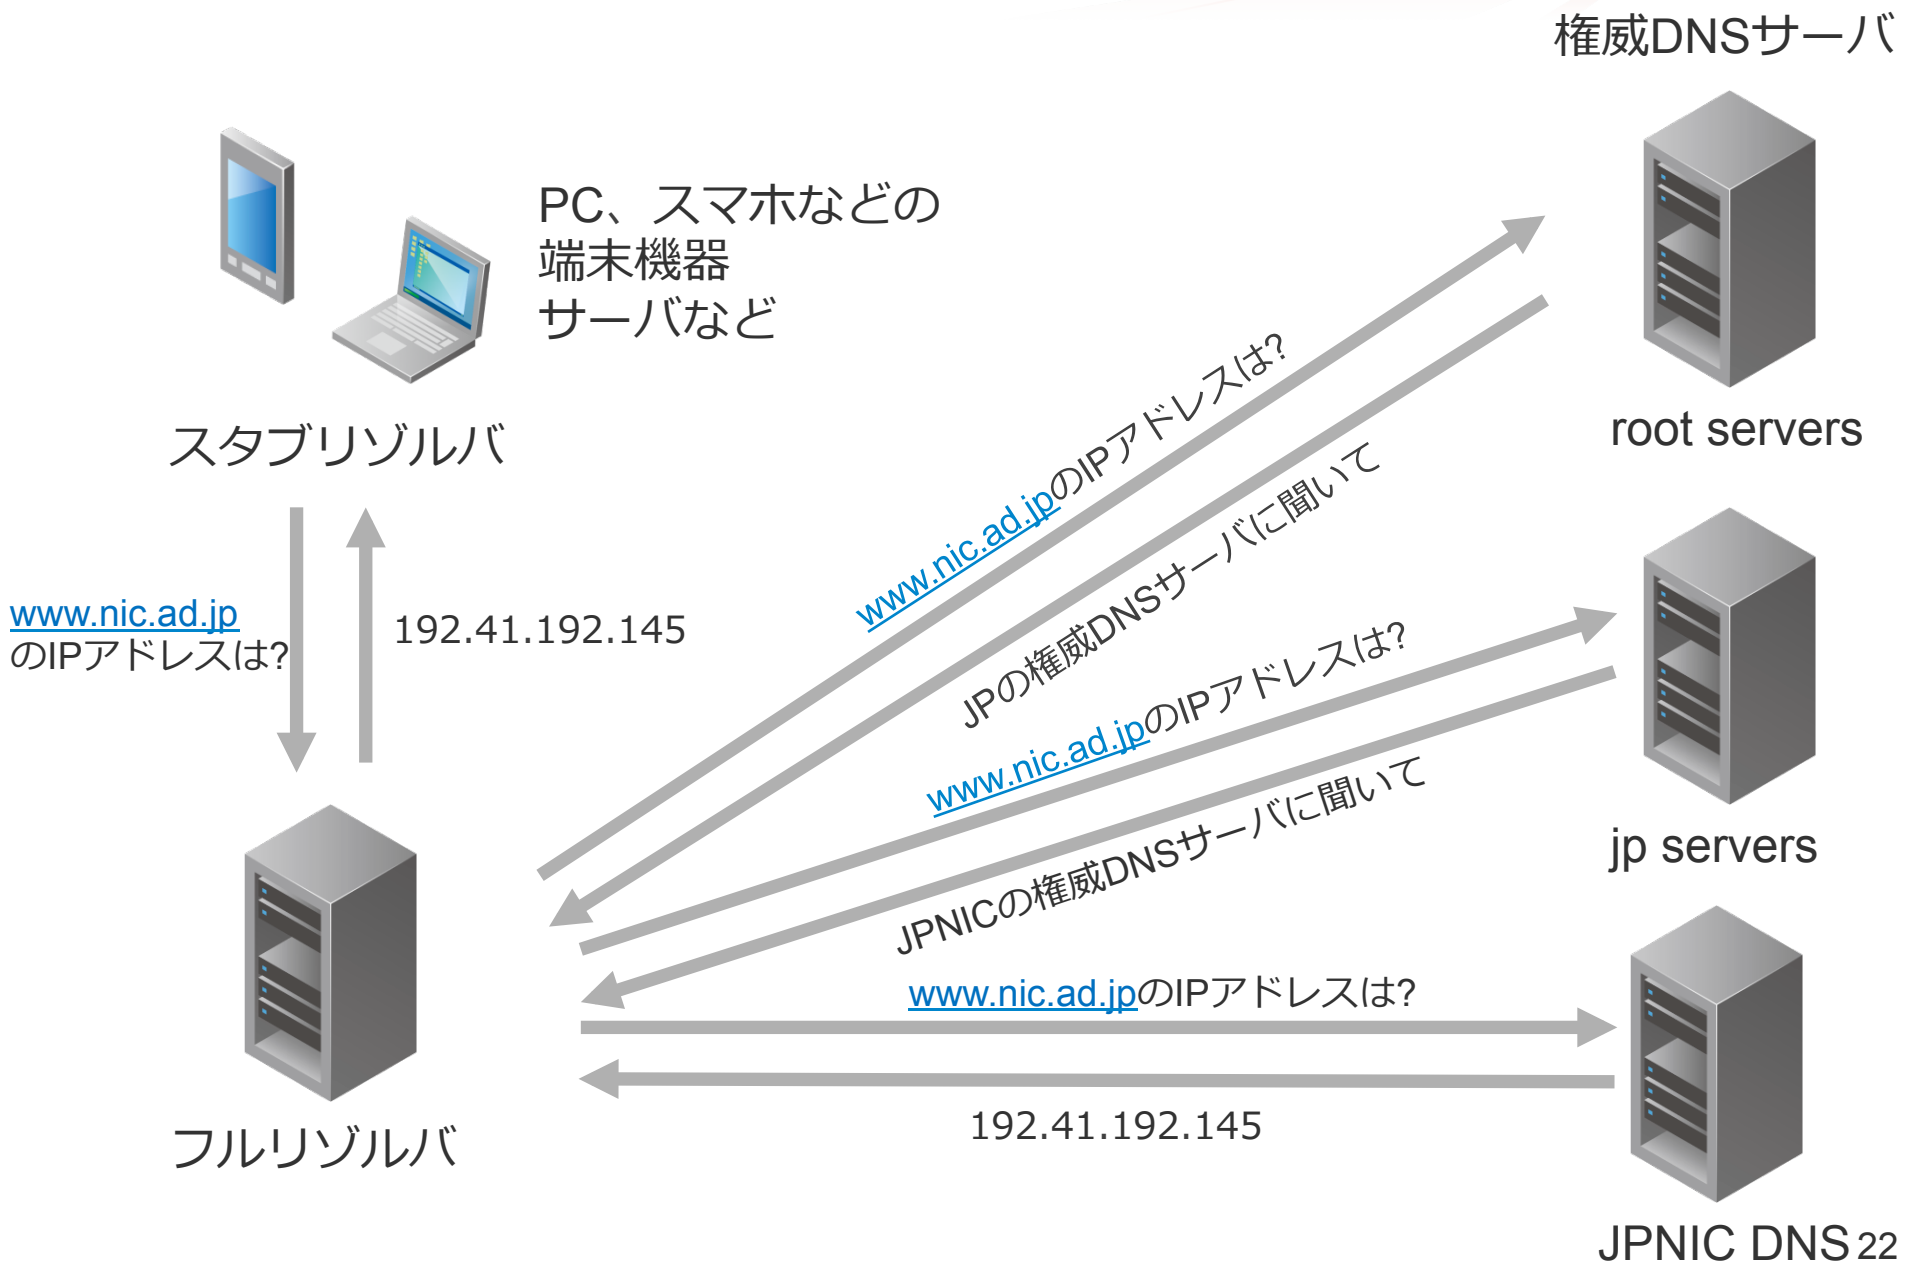 権威DNSサーバ
PC、スマホなどの
端末機器
サーバなど
スタブリゾルバ
root servers
www.nic.ad.jpのIPアドレスは?
JPの権威DNSサーバに聞いて
www.nic.ad.jp
のIPアドレスは?
192.41.192.145
www.nic.ad.jpのIPアドレスは?
JPNICの権威DNSサーバに聞いて
jp servers
www.nic.ad.jpのIPアドレスは?
192.41.192.145
フルリゾルバ
JPNIC DNS
22